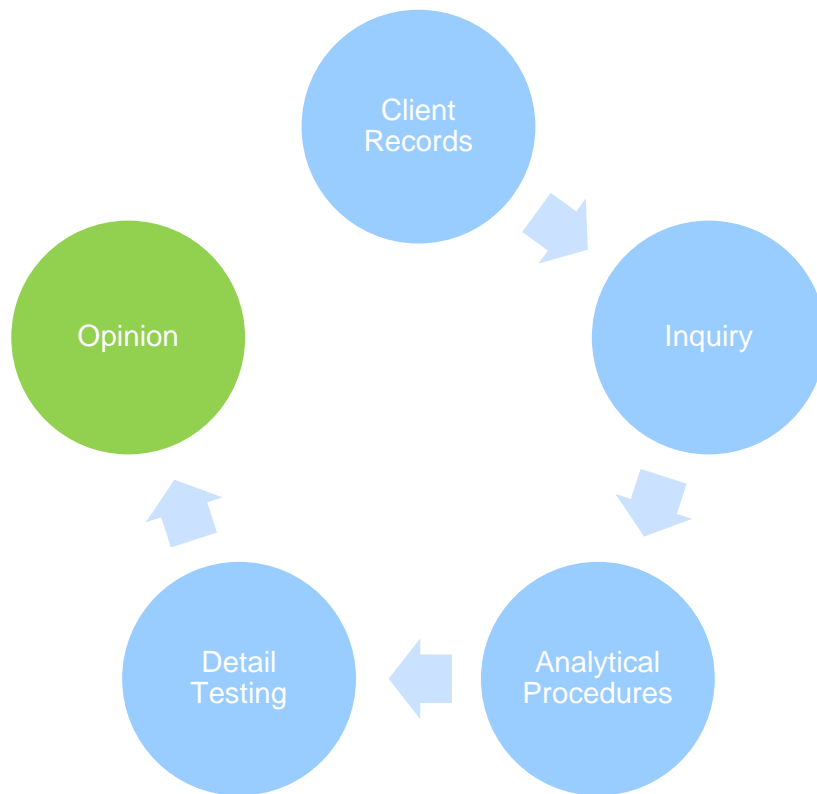 Client
Records
Inquiry
Analytical
Procedures
Detail
Testing
Opinion